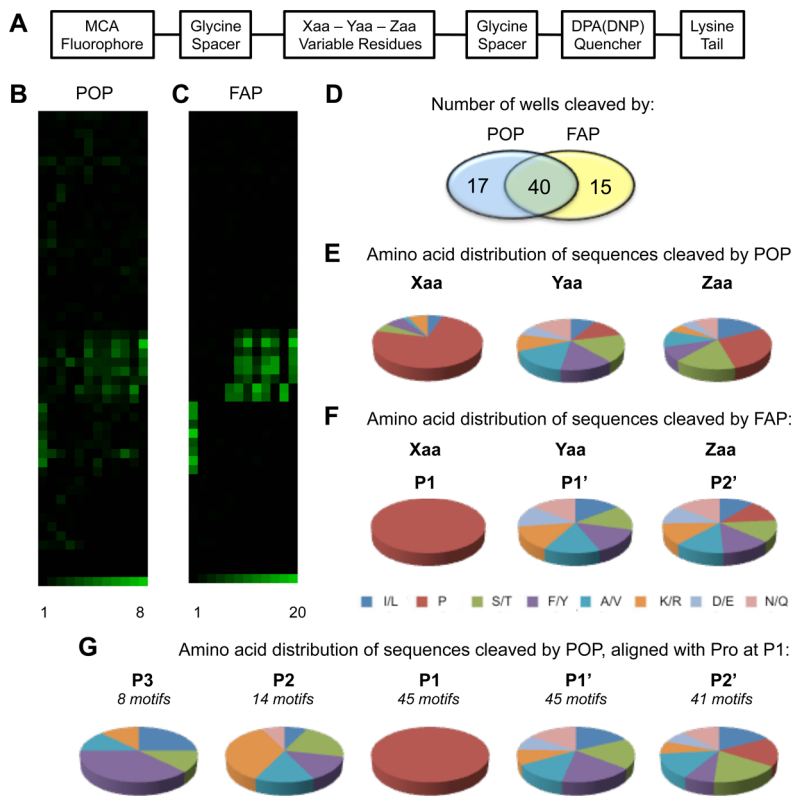 A
MCA Fluorophore
Glycine Spacer
Xaa – Yaa – Zaa Variable Residues
Glycine Spacer
DPA(DNP) Quencher
Lysine Tail
B
POP
1 8
C
FAP
1 20
D
Number of wells cleaved by:
POP FAP
17 40 15
E Amino acid distribution of sequences cleaved by POP
Xaa Yaa Zaa
F Amino acid distribution of sequences cleaved by FAP:
Xaa Yaa Zaa
P1 P1’ P2’
I/L P S/T F/Y A/V K/R D/E N/Q
G Amino acid distribution of sequences cleaved by POP, aligned with Pro at P1:
P3 P2 P1 P1’ P2’
8 motifs 14 motifs 45 motifs 45 motifs 41 motifs